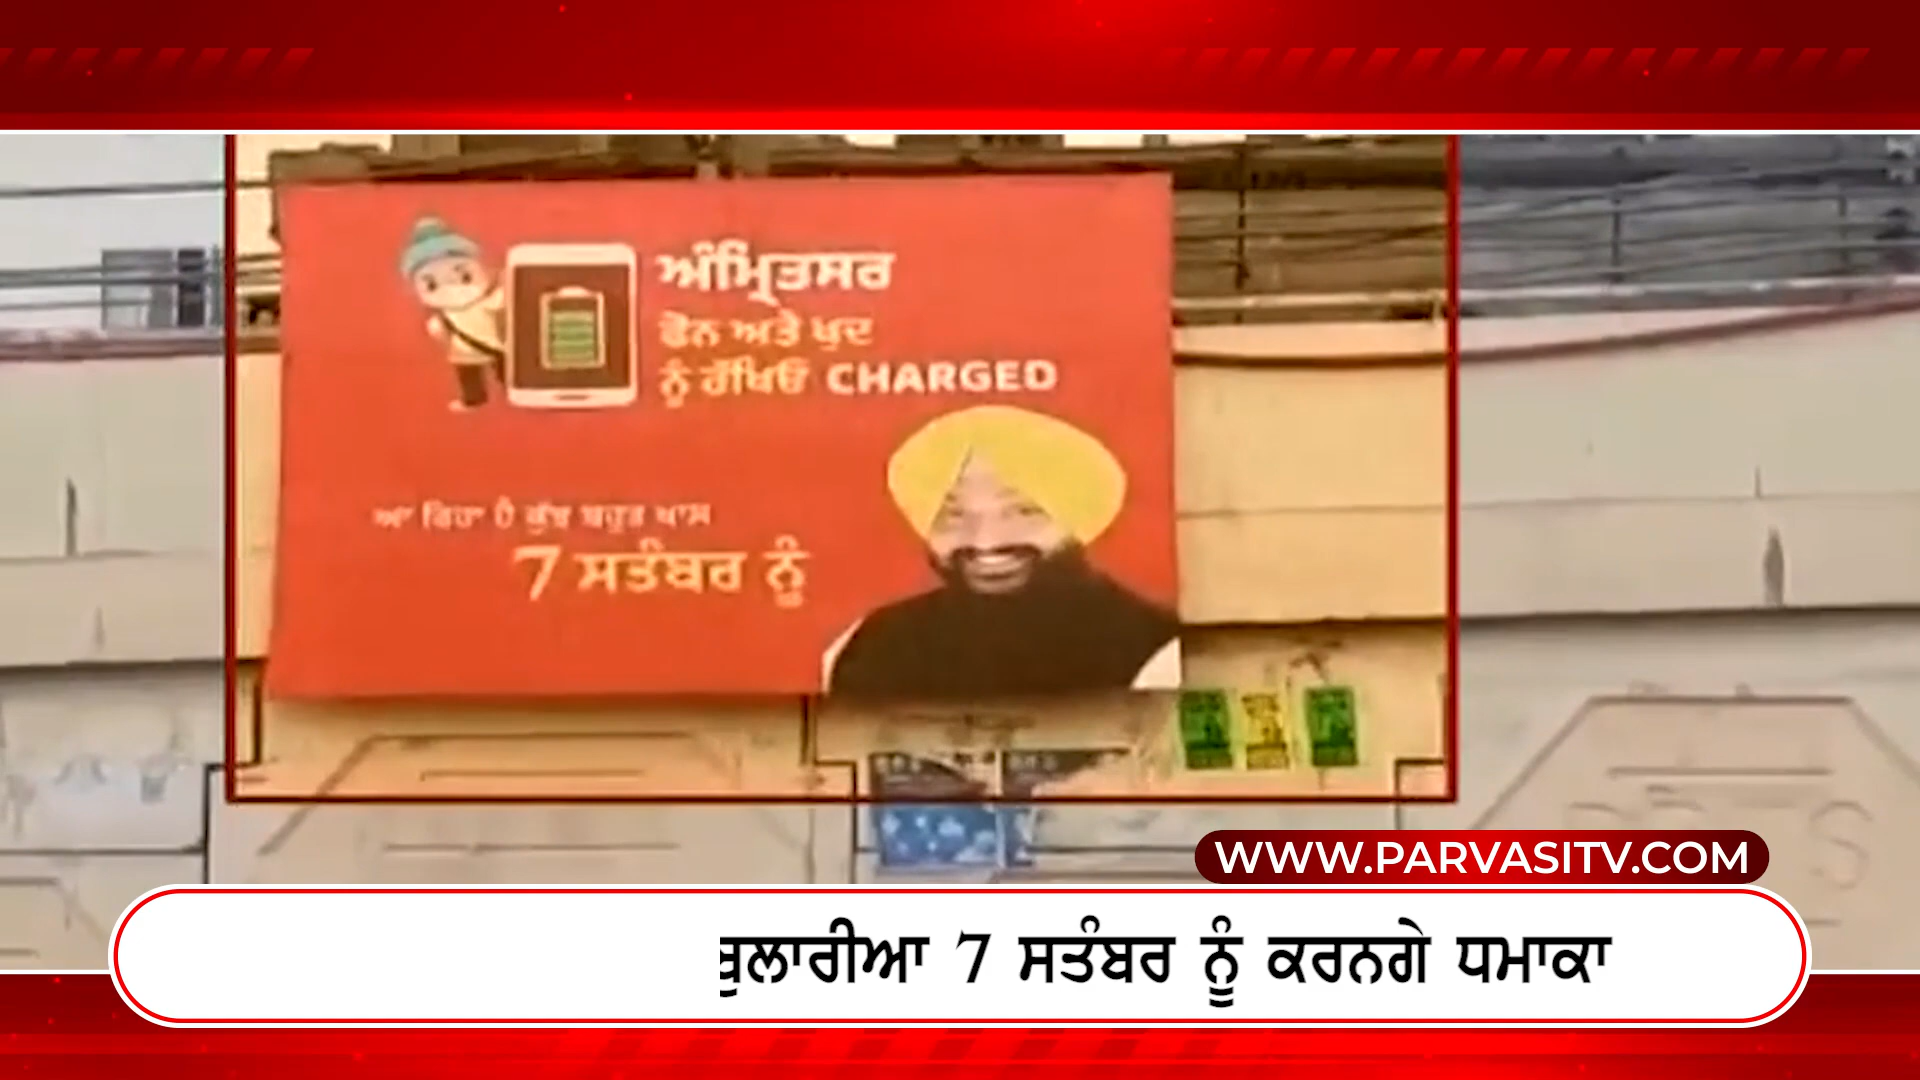 ਅੰਮ੍ਰਿਤਸਰ
ਫੋਨ ਅਤੇ ਖੁਦ
ਨੂੰ ਰੱਖਿਓ CHARGED
ਆ ਰਿਹਾ ਹੈ ਕੁੱਝ ਬਹੁਤ ਖਾਸ
7 ਸਤੰਬਰ ਨੂੰ
WWW.PARVASITV.COM
ਬੁਲਾਰੀਆ 7 ਸਤੰਬਰ ਨੂੰ ਕਰਨਗੇ ਧਮਾਕਾ